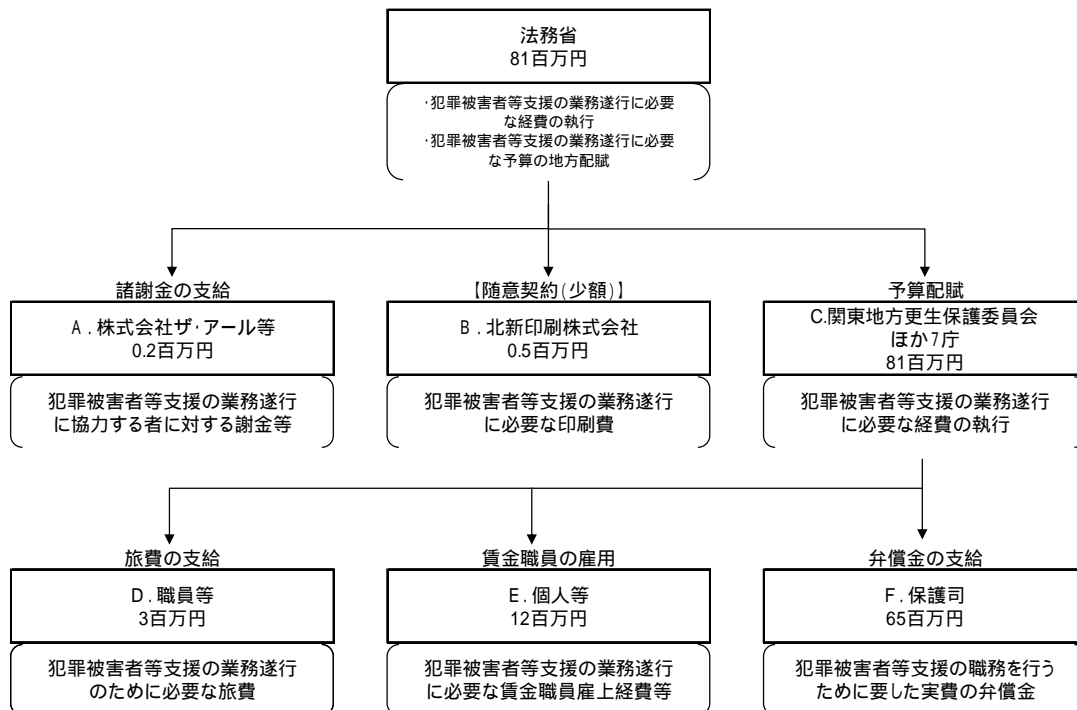 法務省
81百万円
･犯罪被害者等支援の業務遂行に必要
な経費の執行
･犯罪被害者等支援の業務遂行に必要
な予算の地方配賦
諸謝金の支給
A．株式会社ザ･アール等
0.2百万円
犯罪被害者等支援の業務遂行
に協力する者に対する謝金等
【随意契約(少額)】
B．北新印刷株式会社
0.5百万円
犯罪被害者等支援の業務遂行
に必要な印刷費
予算配賦
C.関東地方更生保護委員会
ほか7庁
81百万円
犯罪被害者等支援の業務遂行
に必要な経費の執行
旅費の支給
D．職員等
3百万円
犯罪被害者等支援の業務遂行
のために必要な旅費
賃金職員の雇用
E．個人等
12百万円
犯罪被害者等支援の業務遂行
に必要な賃金職員雇上経費等
弁償金の支給
F．保護司
65百万円
犯罪被害者等支援の職務を行う
ために要した実費の弁償金